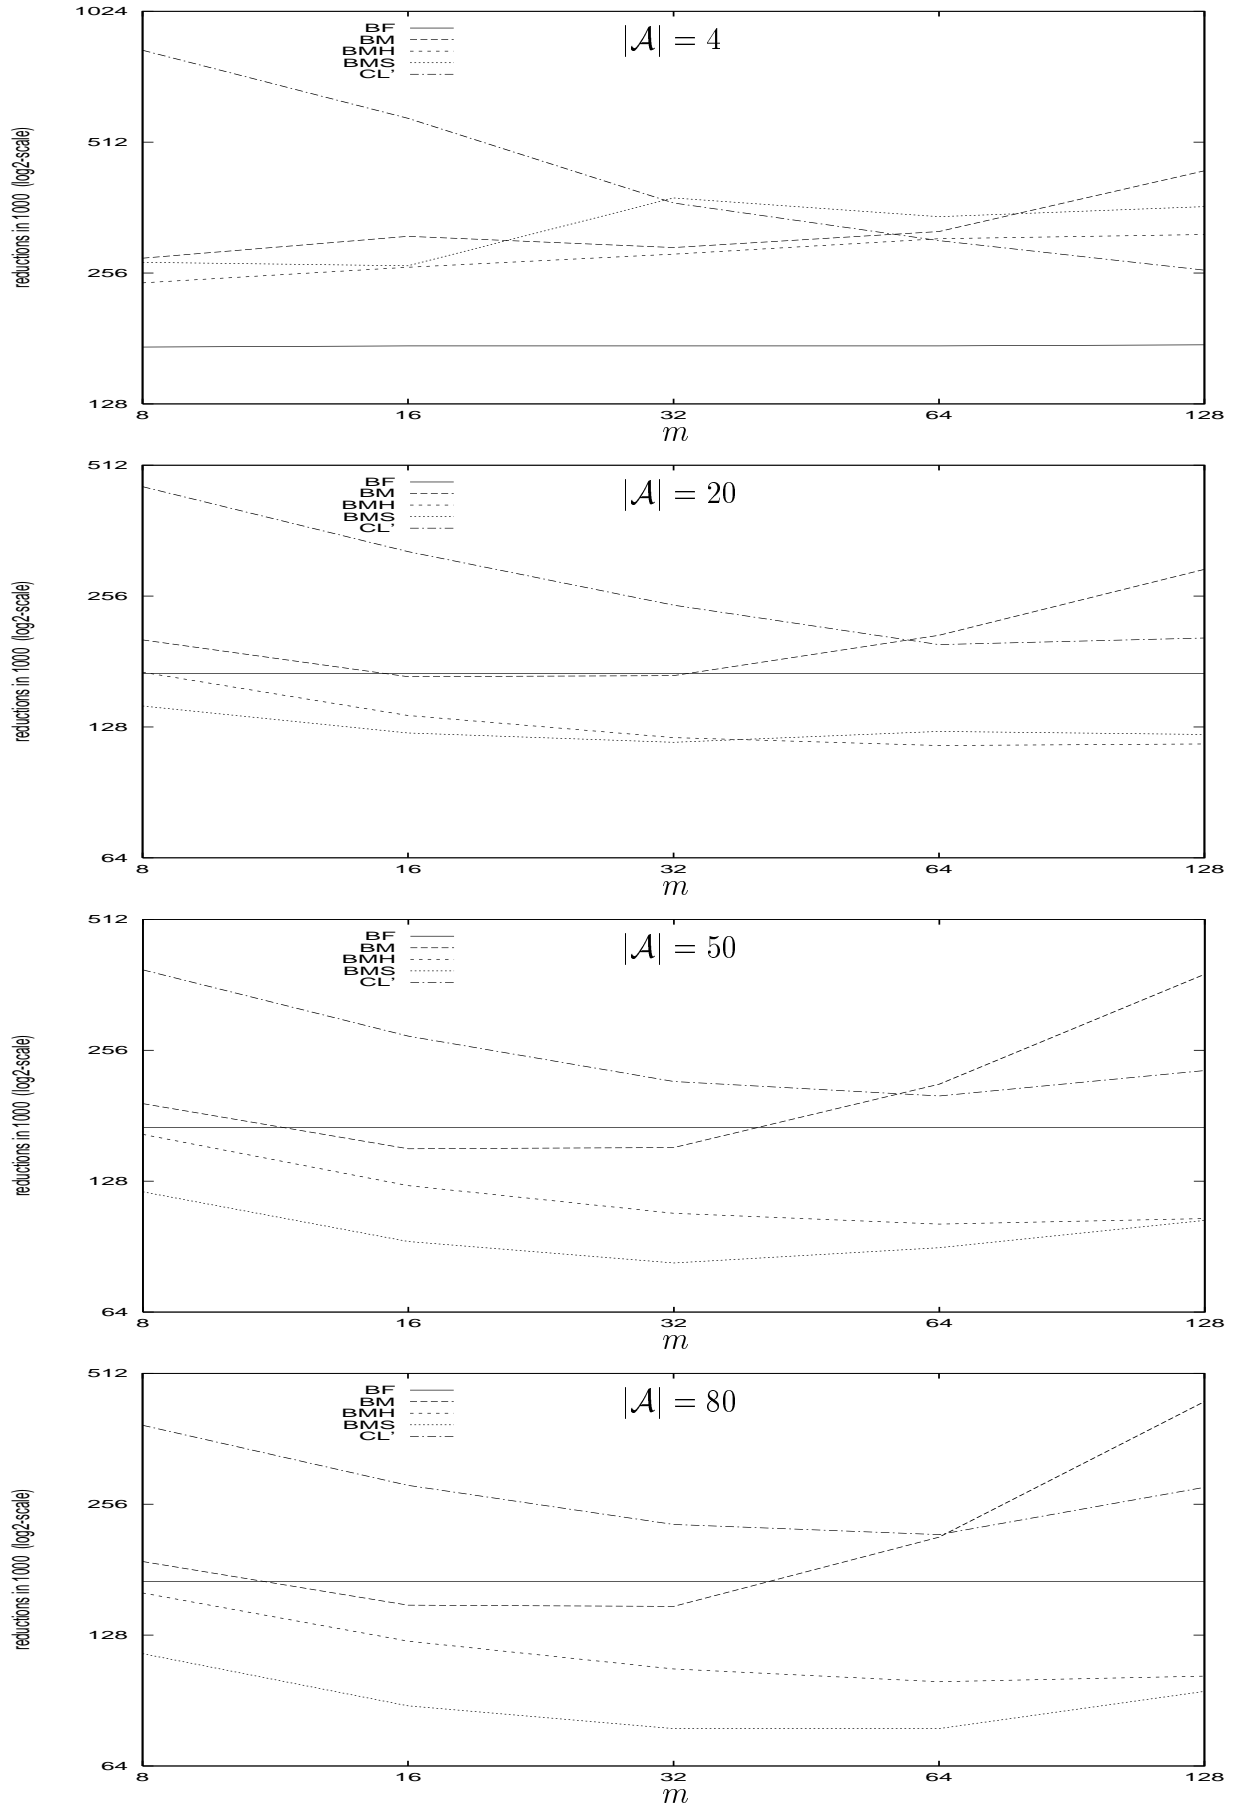 1024
BF
|A| = 4
BM
BMH
BMS
CL'
512
reductions in 1000 (log2-scale)
256
128
8 16 32 64 128
m
512
BF
|A| = 20
BM
BMH
BMS
CL'
256
reductions in 1000 (log2-scale)
128
64
8 16 32 64 128
m
512
BF
|A| = 50
BM
BMH
BMS
CL'
256
reductions in 1000 (log2-scale)
128
64
8 16 32 64 128
m
512
BF
|A| = 80
BM
BMH
BMS
CL'
256
reductions in 1000 (log2-scale)
128
64
8 16 32 64 128
m